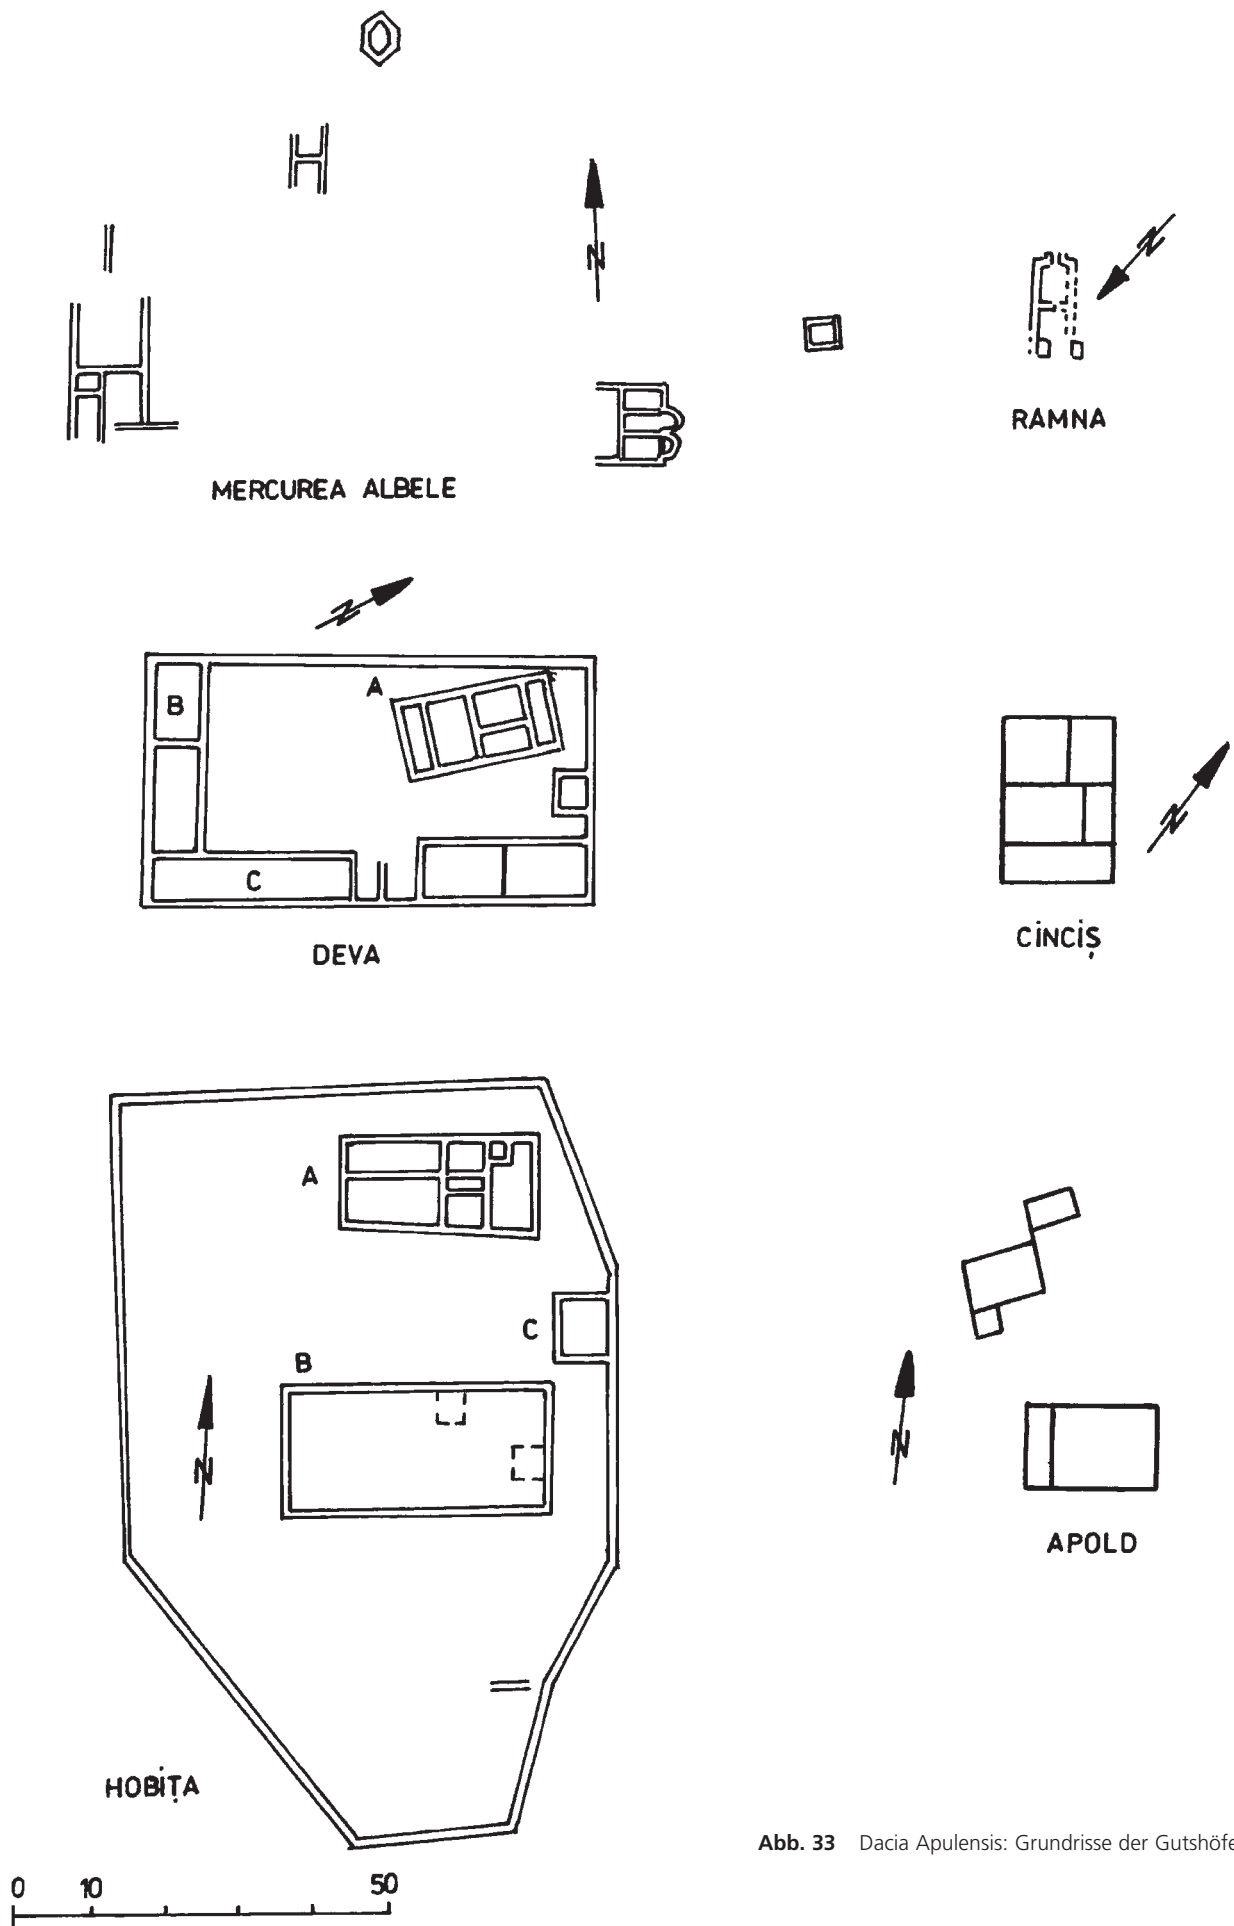 N
N
RAMNA
MERCUREA ALBELE
N
A
B
C
DEVA
N
CINCIȘ
A
C
B
N
N
APOLD
HOBIȚA
Abb. 33 Dacia Apulensis: Grundrisse der Gutshöfe
0 10 50